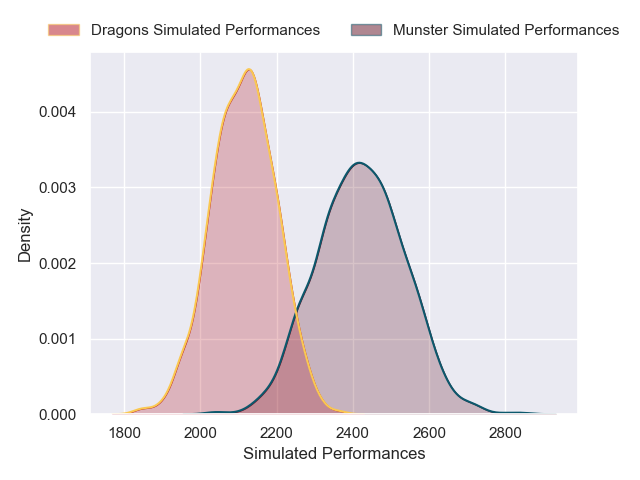 Dragons Simulated Performances Munster Simulated Performances
0.004
0.003
0.002
0.001
0.000
Density
1800 2000 2200 2400 2600 2800
Simulated Performances